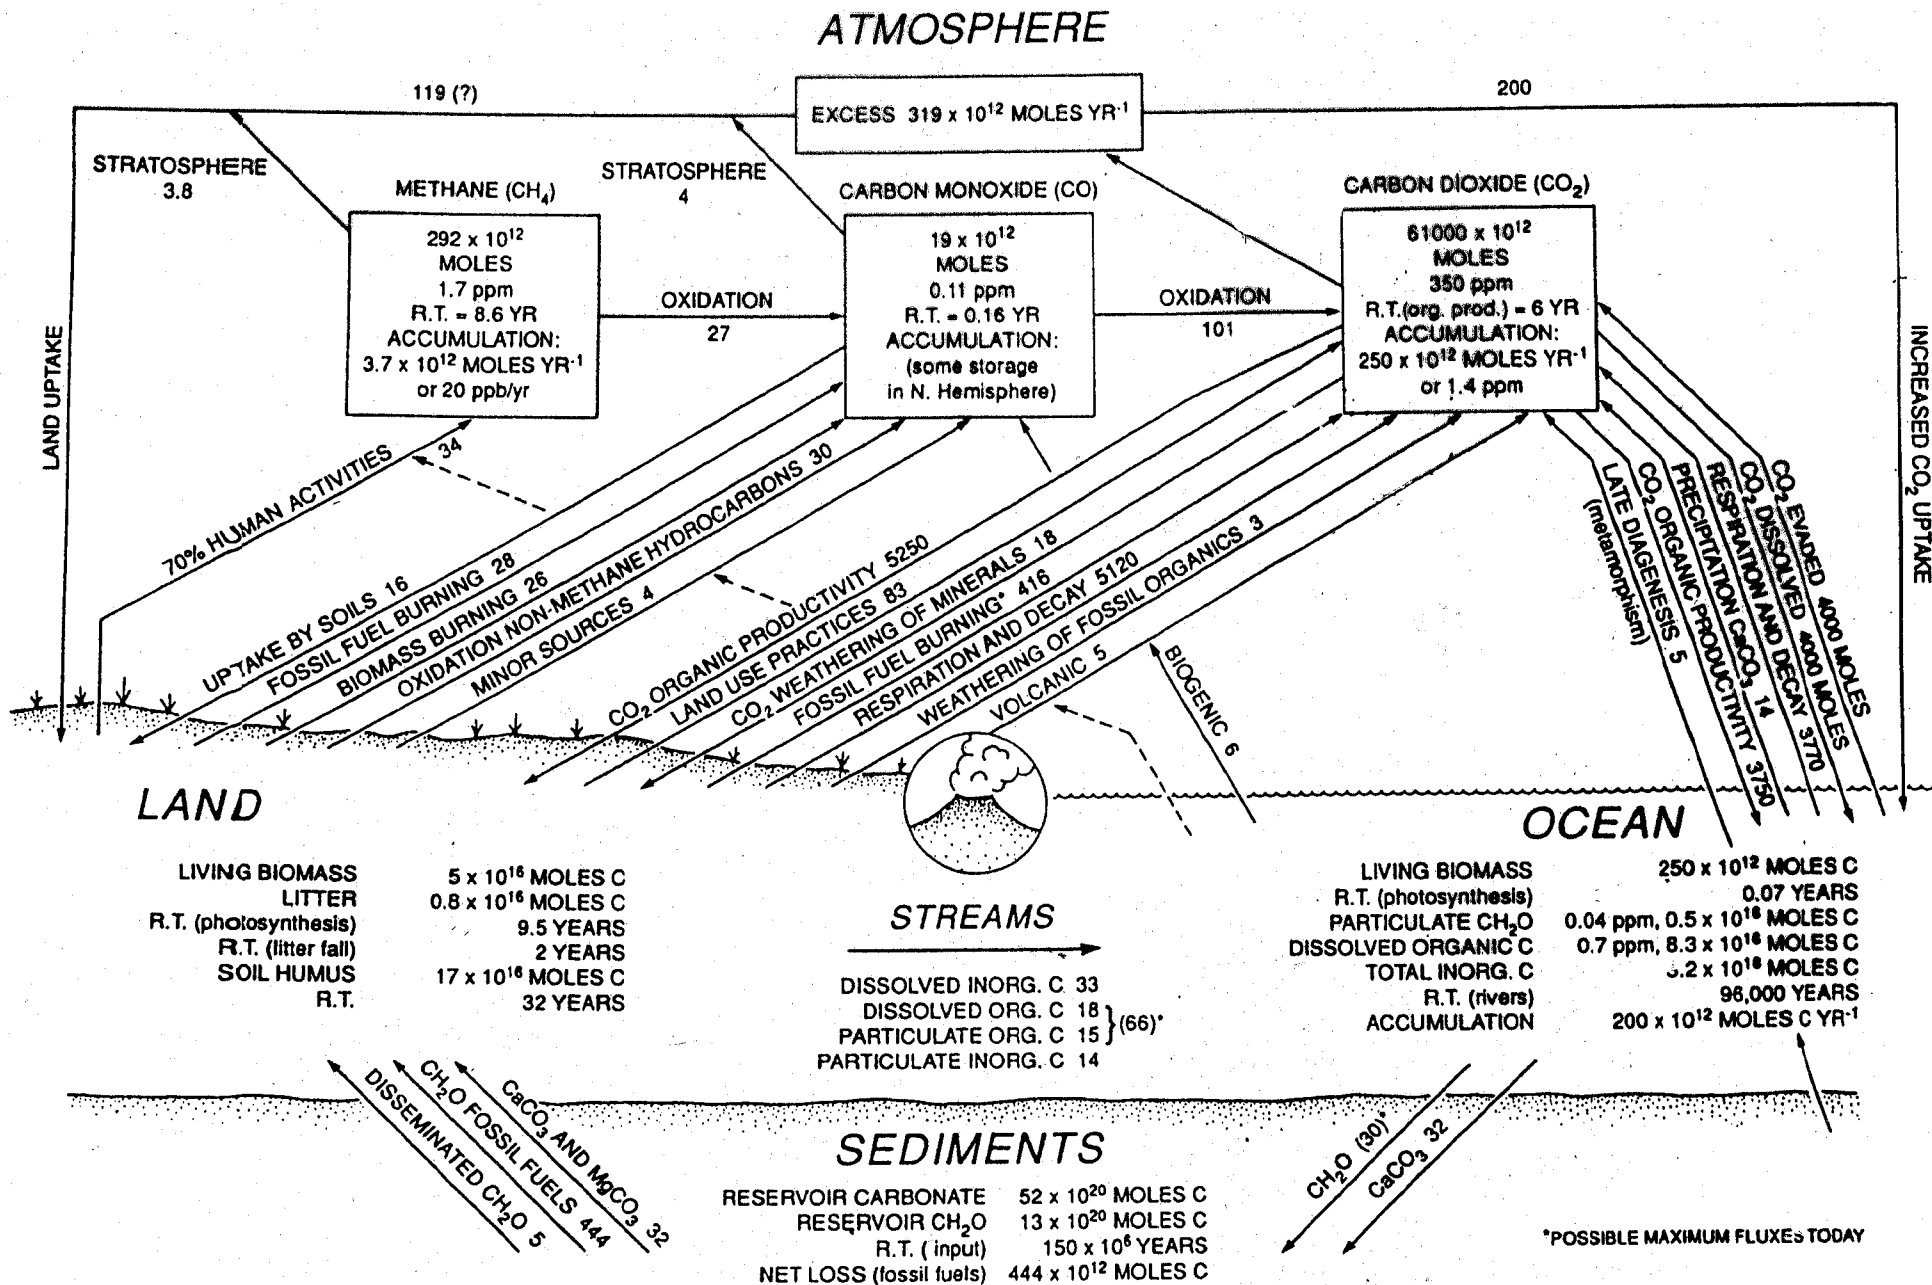 ATMOSPHERE
119 (?)
EXCESS 319 x 10¹² MOLES YR⁻¹
200
STRATOSPHERE
3.8
STRATOSPHERE
4
METHANE (CH₄)
292 x 10¹²
MOLES
1.7 ppm
R.T. = 8.6 YR
ACCUMULATION:
3.7 x 10¹² MOLES YR⁻¹
or 20 ppb/yr
OXIDATION
27
CARBON MONOXIDE (CO)
19 x 10¹²
MOLES
0.11 ppm
R.T. = 0.16 YR
ACCUMULATION:
(some storage
in N. Hemisphere)
OXIDATION
101
CARBON DIOXIDE (CO₂)
61000 x 10¹²
MOLES
350 ppm
R.T.(org. prod.) = 6 YR
ACCUMULATION:
250 x 10¹² MOLES YR⁻¹
or 1.4 ppm
LAND UPTAKE
INCREASED CO₂ UPTAKE
70% HUMAN ACTIVITIES 34
UPTAKE BY SOILS 16
FOSSIL FUEL BURNING 28
BIOMASS BURNING 26
OXIDATION NON-METHANE HYDROCARBONS 30
MINOR SOURCES 4
CO₂ ORGANIC PRODUCTIVITY 5250
LAND USE PRACTICES 83
CO₂ WEATHERING OF MINERALS 18
FOSSIL FUEL BURNING* 416
RESPIRATION AND DECAY 5120
WEATHERING OF FOSSIL ORGANICS 3
VOLCANIC 5
BIOGENIC 6
LATE DIAGENESIS 5
(metamorphism)
CO₂ ORGANIC PRODUCTIVITY 3750
PRECIPITATION CaCO₃ 14
RESPIRATION AND DECAY 3770
CO₂ DISSOLVED 4000 MOLES
CO₂ EVADED 4000 MOLES
LAND
LIVING BIOMASS 5 x 10¹⁶ MOLES C
LITTER 0.8 x 10¹⁶ MOLES C
R.T. (photosynthesis) 9.5 YEARS
R.T. (litter fall) 2 YEARS
SOIL HUMUS 17 x 10¹⁶ MOLES C
R.T. 32 YEARS
STREAMS
DISSOLVED INORG. C 33
DISSOLVED ORG. C 18
PARTICULATE ORG. C 15
(66)*
PARTICULATE INORG. C 14
OCEAN
LIVING BIOMASS 250 x 10¹² MOLES C
R.T. (photosynthesis) 0.07 YEARS
PARTICULATE CH₂O 0.04 ppm, 0.5 x 10¹⁶ MOLES C
DISSOLVED ORGANIC C 0.7 ppm, 8.3 x 10¹⁶ MOLES C
TOTAL INORG. C x 10¹⁸ MOLES C
R.T. (rivers) 96,000 YEARS
ACCUMULATION 200 x 10¹² MOLES C YR⁻¹
DISSEMINATED CH₂O 5
CH₂O FOSSIL FUELS 444
CaCO₃ AND MgCO₃ 32
SEDIMENTS
RESERVOIR CARBONATE 52 x 10²⁰ MOLES C
RESERVOIR CH₂O 13 x 10²⁰ MOLES C
R.T. ( input) 150 x 10⁶ YEARS
NET LOSS (fossil fuels) 444 x 10¹² MOLES C
CH₂O (30)*
CaCO₃ 32
*POSSIBLE MAXIMUM FLUXES TODAY